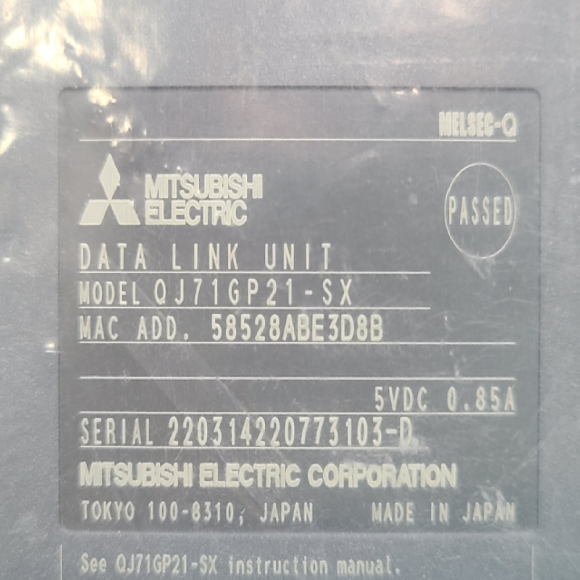 MELSEC-Q
MITSUBISHI
ELECTRIC
PASSED
DATA LINK UNIT
MODEL QJ71GP21-SX
MAC ADD. 58528ABE3D8B
5VDC 0.85A
SERIAL 220314220773103-D
MITSUBISHI ELECTRIC CORPORATION
TOKYO 100-8310, JAPAN MADE IN JAPAN
See QJ71GP21-SX instruction manual.